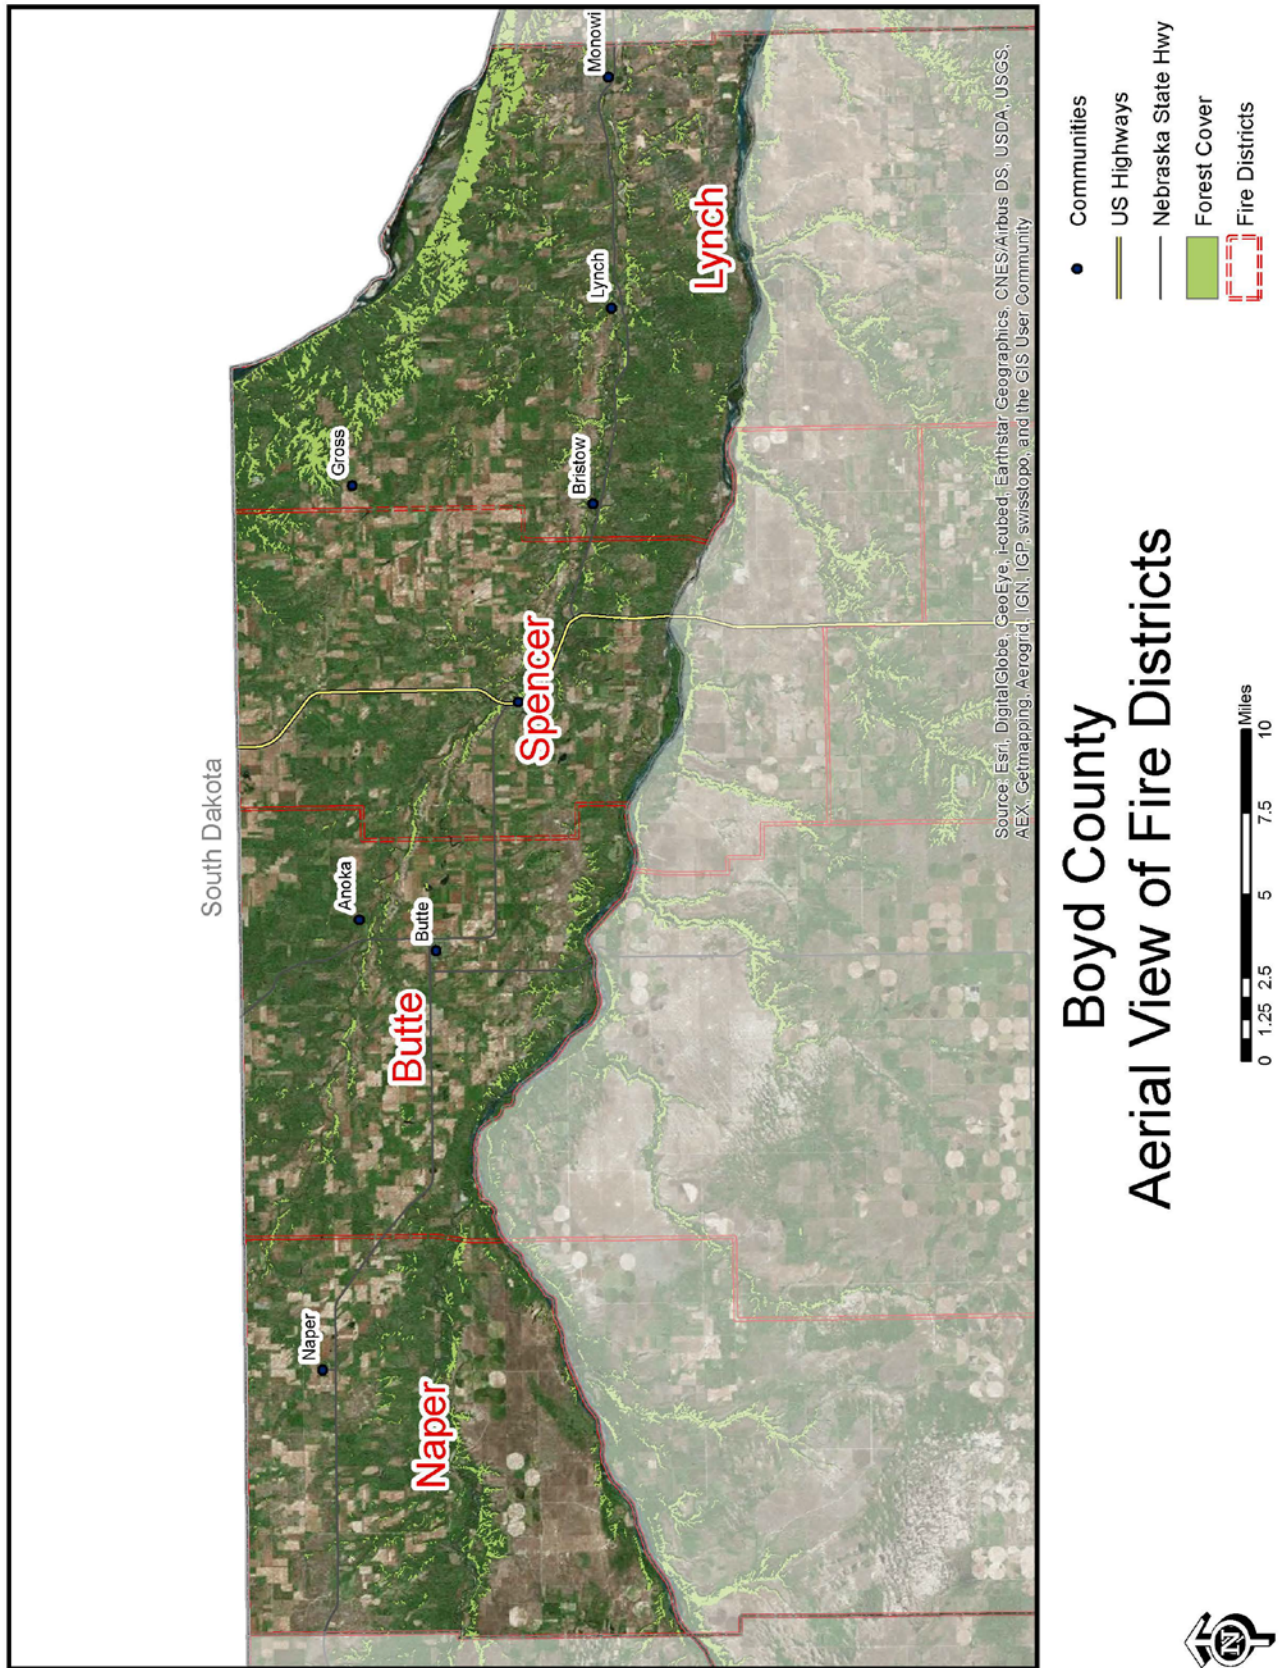 South Dakota
Monowi
Gross
Lynch
Lynch
Bristow
Spencer
Anoka
Butte
Butte
Naper
Naper
Source: Esri, DigitalGlobe, GeoEye, i-cubed, Earthstar Geographics, CNES/Airbus DS, USDA, USGS,
AEX, Getmapping, Aerogrid, IGN, IGP, swisstopo, and the GIS User Community
Boyd County
Aerial View of Fire Districts
0 1.25 2.5 5 7.5 10
Miles
Communities
US Highways
Nebraska State Hwy
Forest Cover
Fire Districts
N